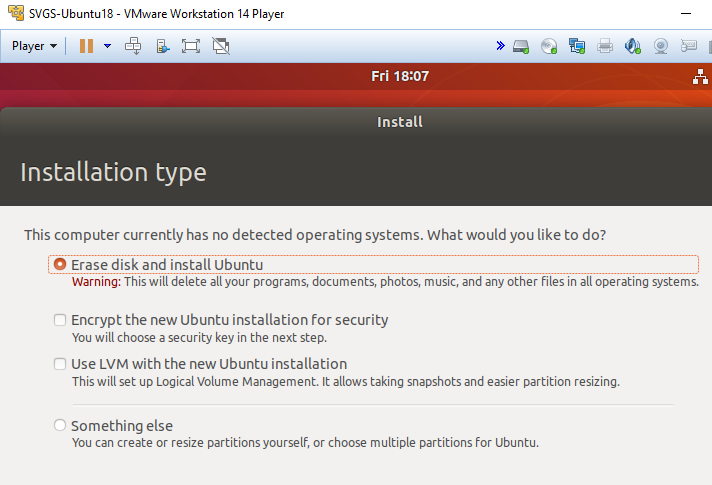 SVGS-Ubuntu18 - VMware Workstation 14 Player
Player
Fri 18:07
Install
Installation type
This computer currently has no detected operating systems. What would you like to do?
Erase disk and install Ubuntu
Warning: This will delete all your programs, documents, photos, music, and any other files in all operating systems.
Encrypt the new Ubuntu installation for security
You will choose a security key in the next step.
Use LVM with the new Ubuntu installation
This will set up Logical Volume Management. It allows taking snapshots and easier partition resizing.
Something else
You can create or resize partitions yourself, or choose multiple partitions for Ubuntu.